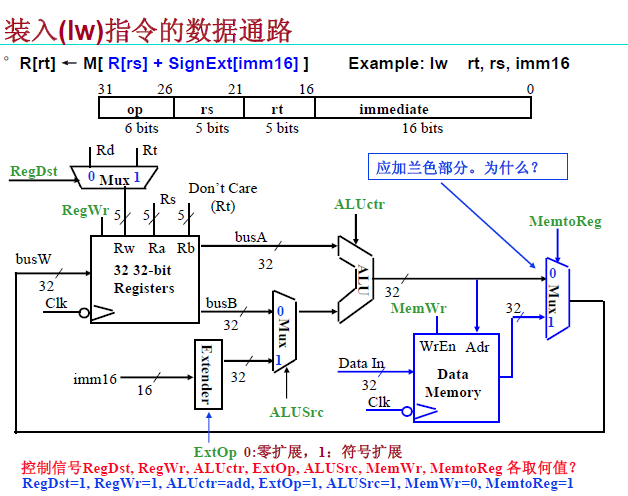 装入(lw)指令的数据通路
° R[rt] ← M[ R[rs] + SignExt[imm16] ] Example: lw rt, rs, imm16
31 26 21 16 0
op rs rt immediate
6 bits 5 bits 5 bits 16 bits
Rd Rt
RegDst 0 Mux 1
应加兰色部分。为什么?
Rs Don't Care
(Rt)
RegWr 5 5 5
ALUctr
MemtoReg
Rw Ra Rb
busA
32
busW
32
32 32-bit
Registers
Clk
ALU
32
busB
32
0
Mux
1
MemWr
32
0
Mux
1
WrEn Adr
Data In
32
Data
Memory
Clk
imm16
16
Extender
32
ALUSrc
ExtOp 0:零扩展,1:符号扩展
控制信号RegDst, RegWr, ALUctr, ExtOp, ALUSrc, MemWr, MemtoReg 各取何值?
RegDst=1, RegWr=1, ALUctr=add, ExtOp=1, ALUSrc=1, MemWr=0, MemtoReg=1